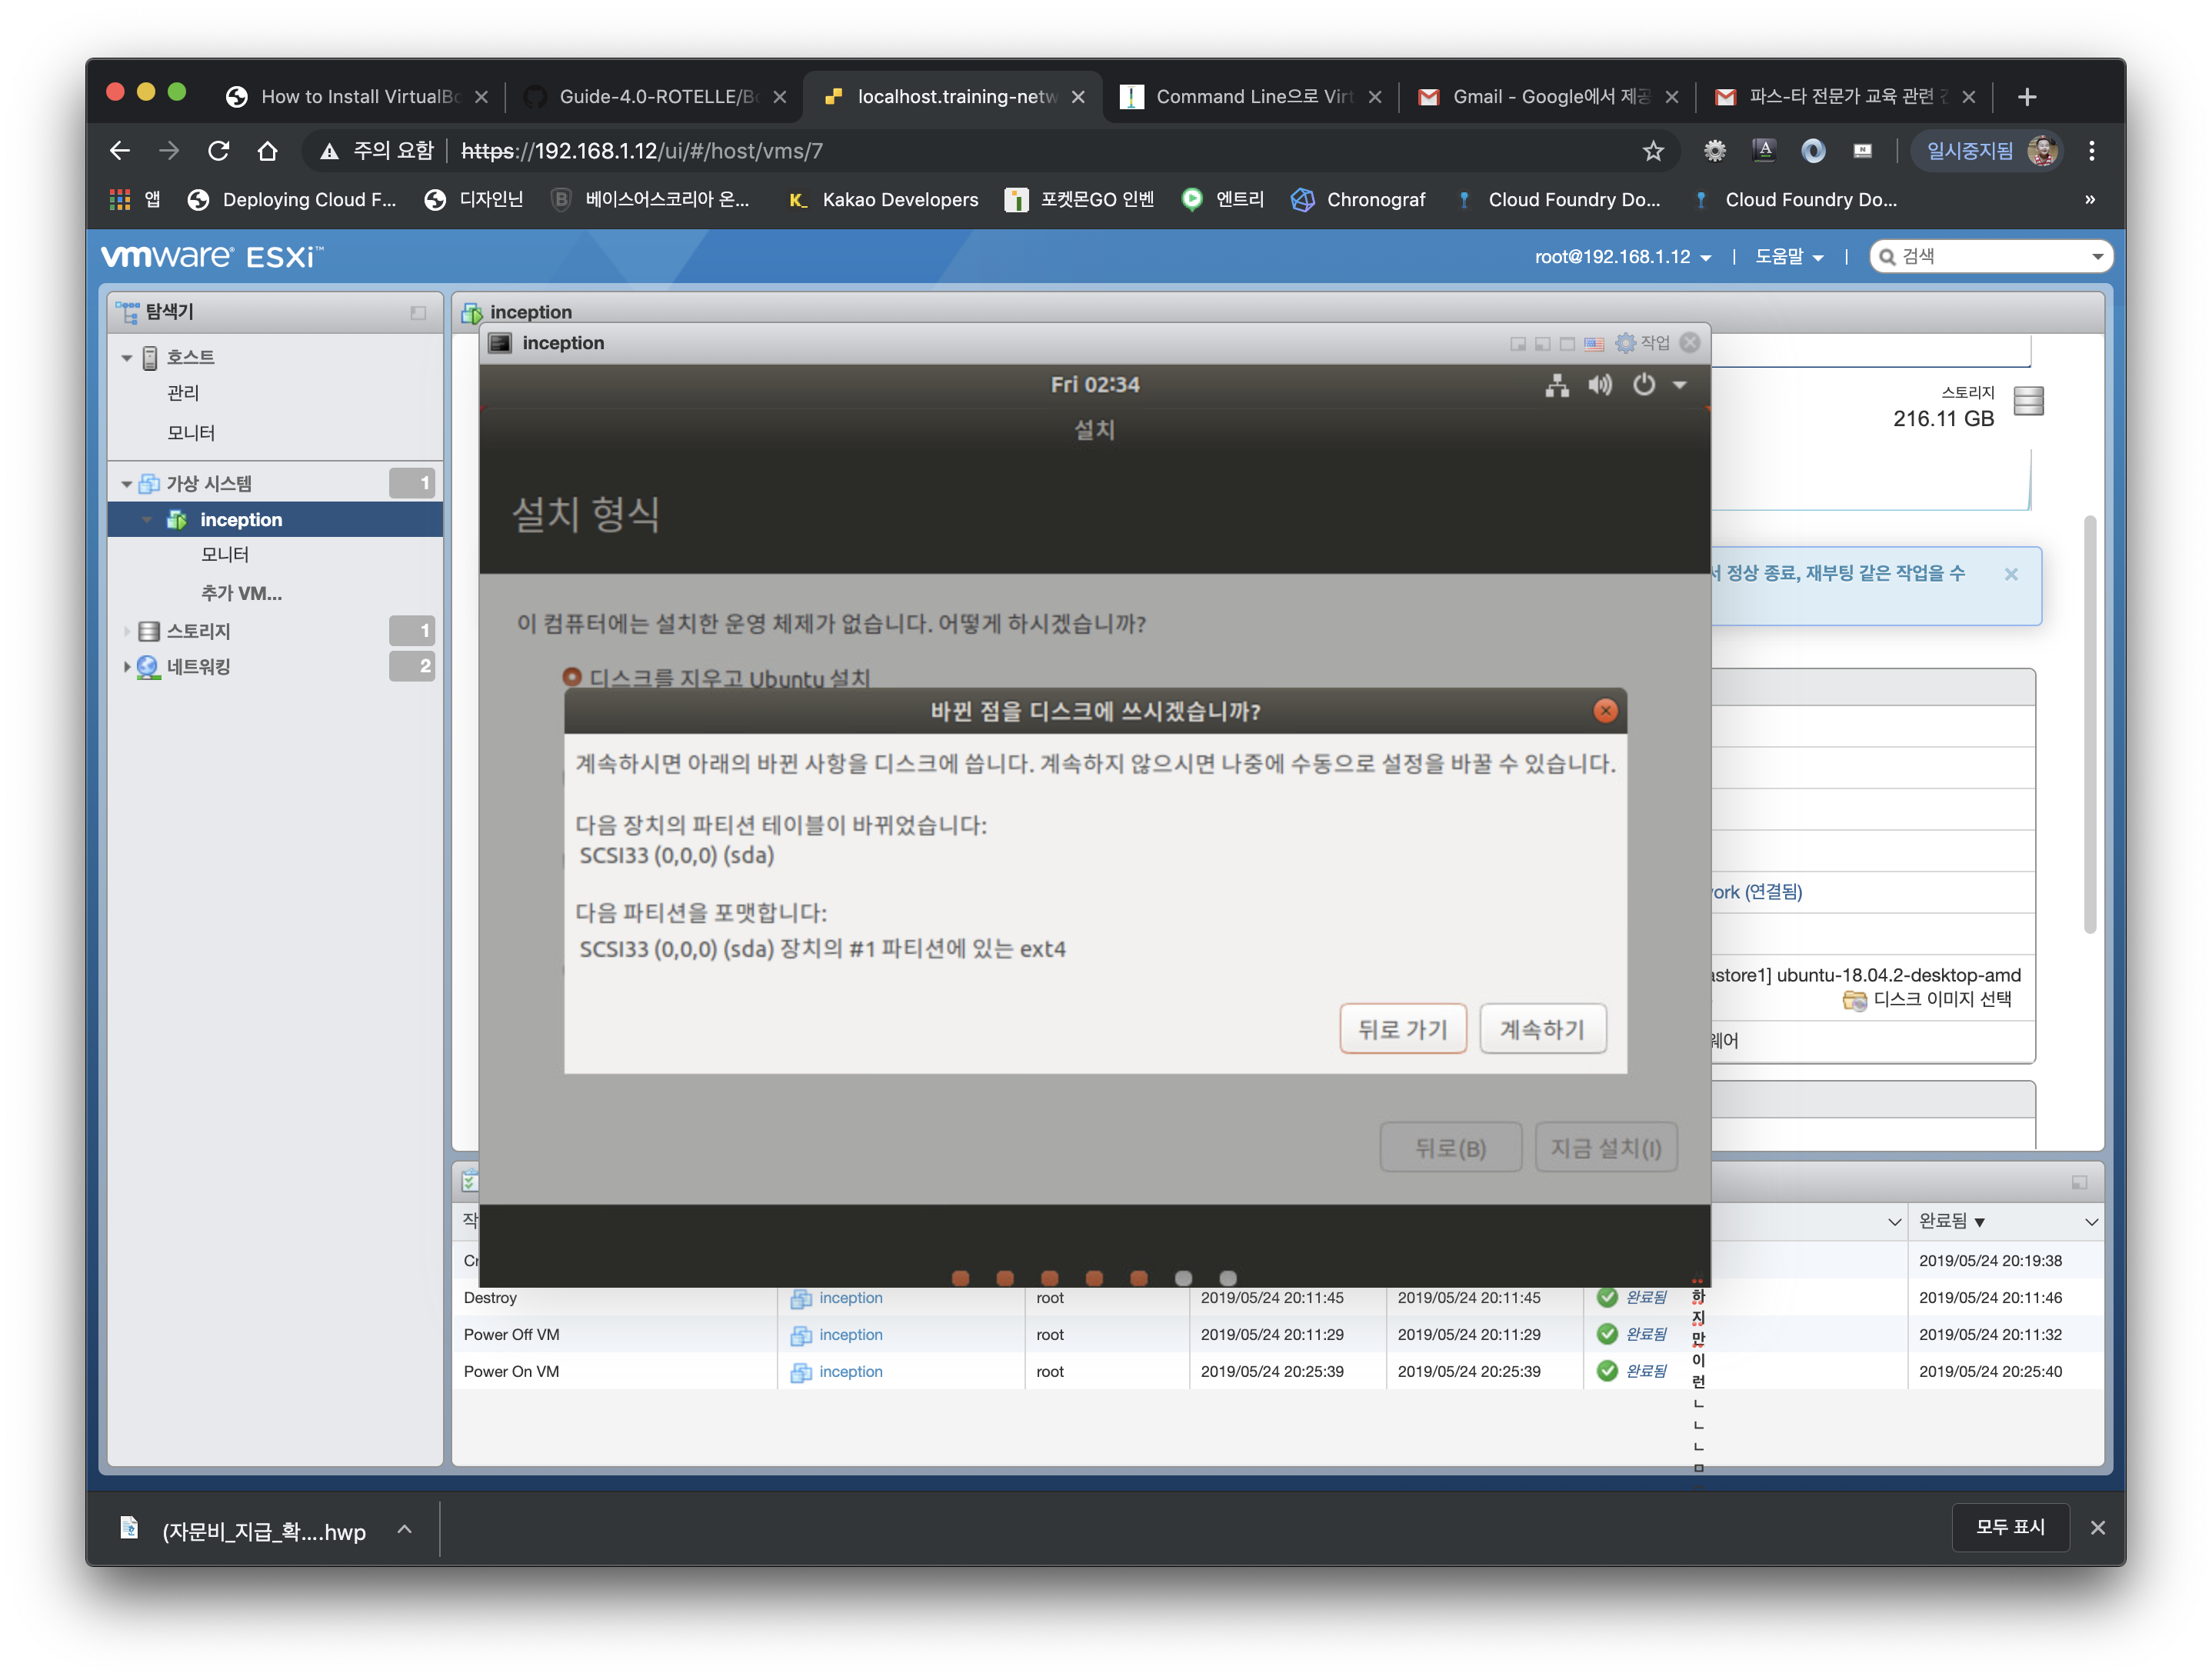 How to Install VirtualBo
Guide-4.0-ROTELLE/Bo
localhost.training-netw
Command Line으로 Virt
Gmail - Google에서 제공
파스-타 전문가 교육 관련
주의 요함
https://192.168.1.12/ui/#/host/vms/7
일시중지됨
앱
Deploying Cloud F...
디자인닌
베이스어스코리아 온...
Kakao Developers
포켓몬GO 인벤
엔트리
Chronograf
Cloud Foundry Do...
Cloud Foundry Do...
»
vmware® ESXi™
root@192.168.1.12
도움말
검색
탐색기
호스트
관리
모니터
가상 시스템
1
inception
모니터
추가 VM...
스토리지
1
네트워킹
2
inception
inception
작업
Fri 02:34
설치
설치 형식
이 컴퓨터에는 설치한 운영 체제가 없습니다. 어떻게 하시겠습니까?
디스크를 지우고 Ubuntu 설치
바뀐 점을 디스크에 쓰시겠습니까?
계속하시면 아래의 바뀐 사항을 디스크에 씁니다. 계속하지 않으시면 나중에 수동으로 설정을 바꿀 수 있습니다.
다음 장치의 파티션 테이블이 바뀌었습니다:
SCSI33 (0,0,0) (sda)
다음 파티션을 포맷합니다:
SCSI33 (0,0,0) (sda) 장치의 #1 파티션에 있는 ext4
뒤로 가기
계속하기
뒤로(B)
지금 설치(I)
스토리지
216.11 GB
정상 종료, 재부팅 같은 작업을 수
ork (연결됨)
astore1] ubuntu-18.04.2-desktop-amd
디스크 이미지 선택
웨어
작
완료됨 ▼
Cr
2019/05/24 20:19:38
Destroy
inception
root
2019/05/24 20:11:45
2019/05/24 20:11:45
완료됨
2019/05/24 20:11:46
Power Off VM
inception
root
2019/05/24 20:11:29
2019/05/24 20:11:29
완료됨
2019/05/24 20:11:32
Power On VM
inception
root
2019/05/24 20:25:39
2019/05/24 20:25:39
완료됨
2019/05/24 20:25:40
하
지
만
이
런
ㄴ
ㄴ
ㄴ
ㅁ
(자문비_지급_확....hwp
모두 표시